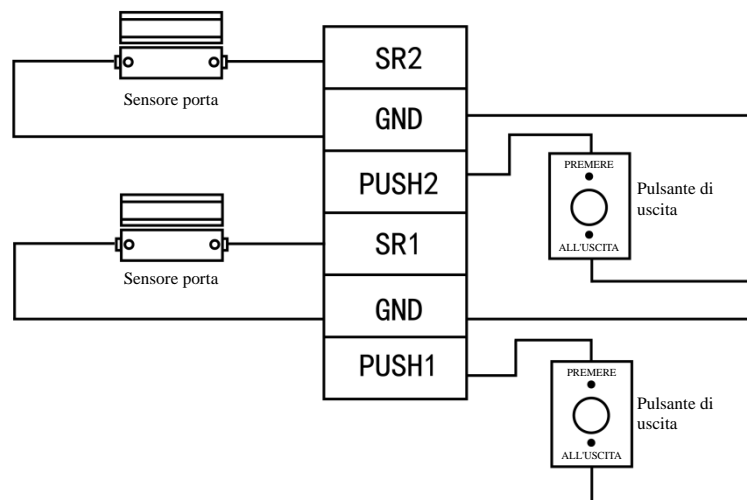 SR2
Sensore porta
GND
PREMERE
PUSH2
Pulsante di
uscita
ALL'USCITA
SR1
Sensore porta
GND
PUSH1
PREMERE
Pulsante di
uscita
ALL'USCITA